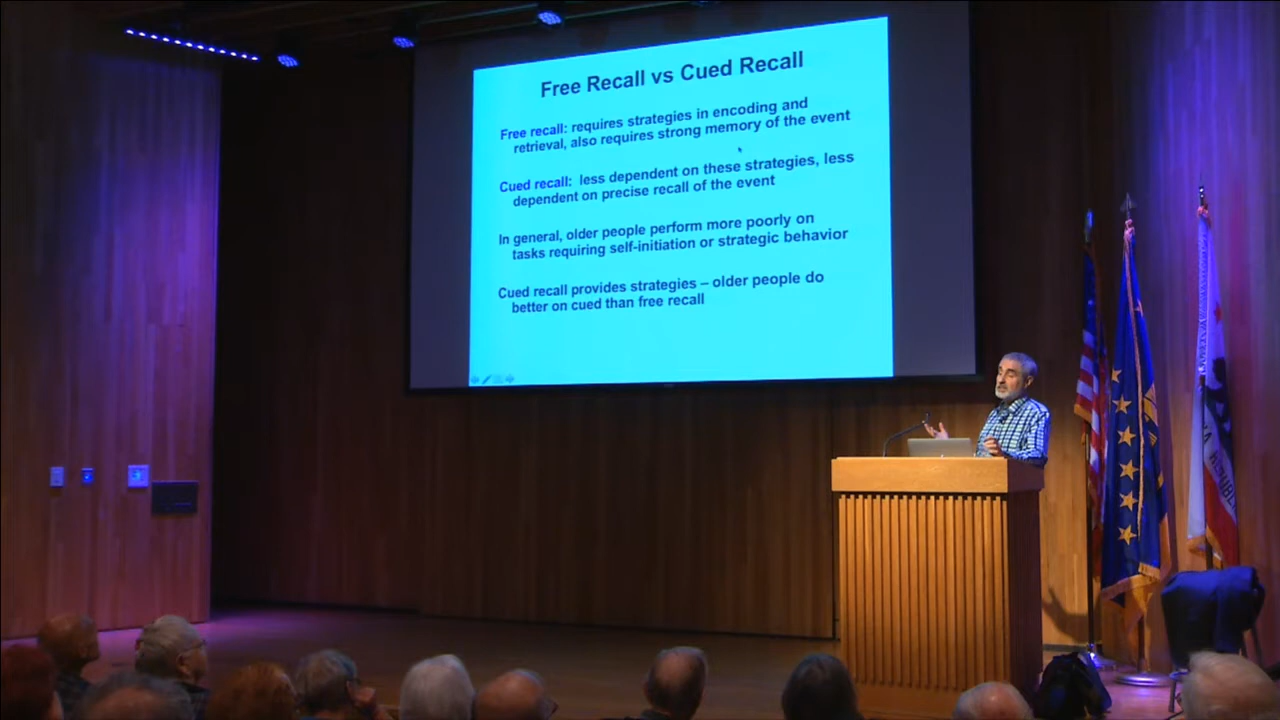 Free Recall vs Cued Recall
Free recall: requires strategies in encoding and
retrieval, also requires strong memory of the event
Cued recall: less dependent on these strategies, less
dependent on precise recall of the event
In general, older people perform more poorly on
tasks requiring self-initiation or strategic behavior
Cued recall provides strategies – older people do
better on cued than free recall